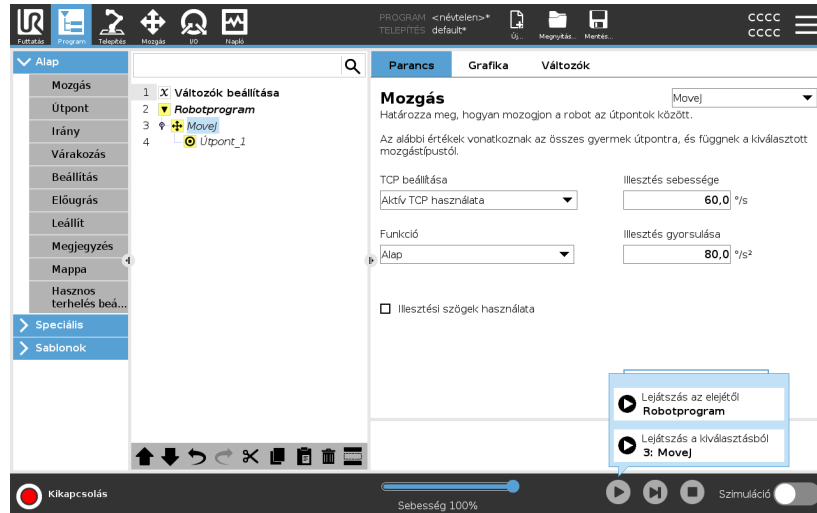 UR
Futtatás Program Telepítés Mozgás I/O Napló
PROGRAM <névtelen>*
TELEPÍTÉS default*
Új... Megnyitás... Mentés...
cccc
cccc
Alap
Mozgás
Útpont
Irány
Várakozás
Beállítás
Előugrás
Leállít
Megjegyzés
Mappa
Hasznos
terhelés beá...
Speciális
Sablonok
1 X Változók beállítása
2 Robotprogram
3 MoveJ
4 Útpont_1
Parancs Grafika Változók
Mozgás
MoveJ
Határozza meg, hogyan mozogjon a robot az útpontok között.
Az alábbi értékek vonatkoznak az összes gyermek útpontra, és függnek a kiválasztott
mozgástípustól.
TCP beállítása
Illesztés sebessége
Aktív TCP használata
60,0 °/s
Funkció
Illesztés gyorsulása
Alap
80,0 °/s²
Illesztési szögek használata
Lejátszás az elejétől
Robotprogram
Lejátszás a kiválasztásból
3: MoveJ
Kikapcsolás
Sebesség 100%
Szimuláció